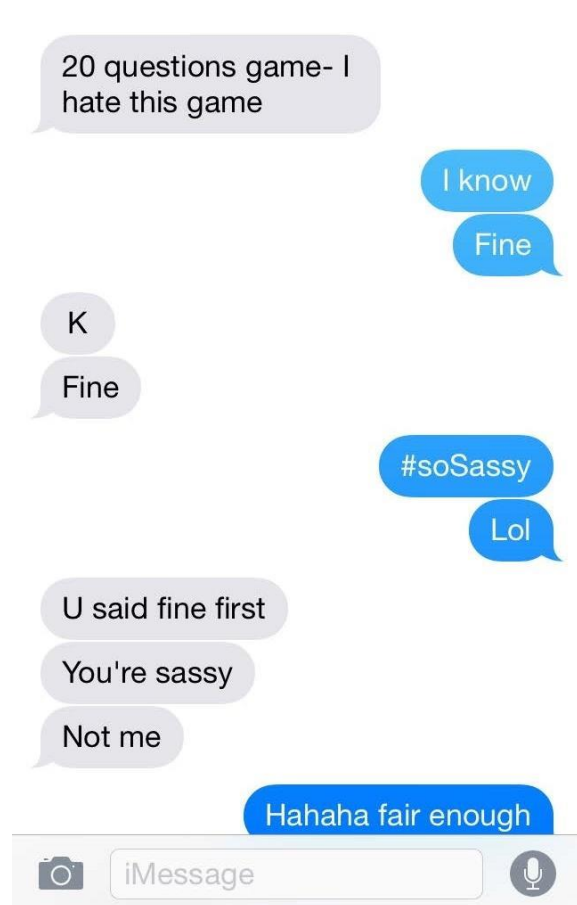 20 questions game- I
hate this game
I know
Fine
K
Fine
#soSassy
Lol
U said fine first
You're sassy
Not me
Hahaha fair enough
iMessage